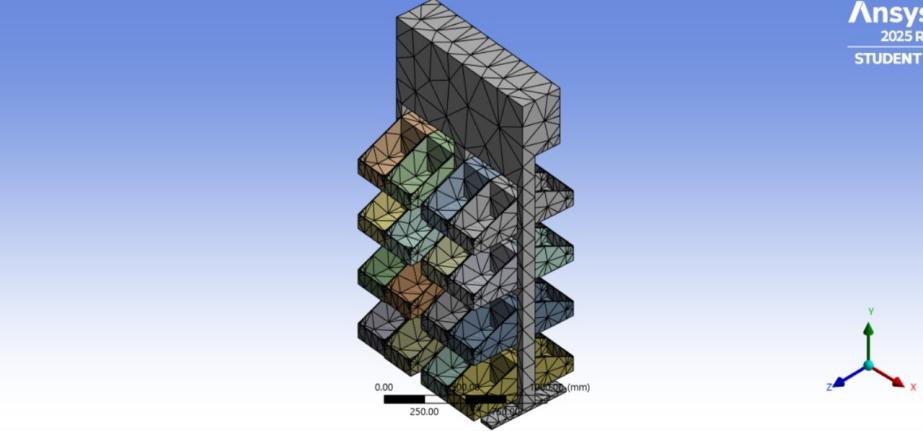 Ansys
2025 R
STUDENT
0.00
(mm)
250.00
Y
Z
X